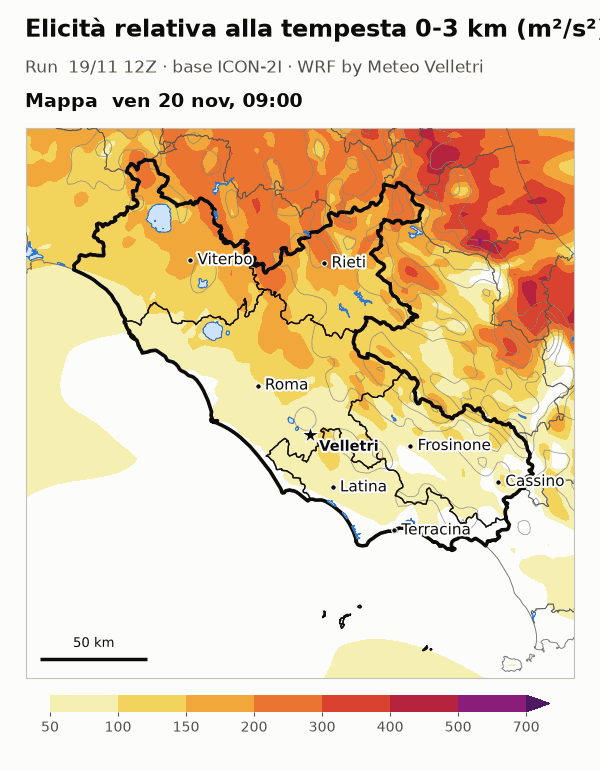 Elicità relativa alla tempesta 0-3 km (m²/s²)
Run 19/11 12Z · base ICON-2I · WRF by Meteo Velletri
Mappa ven 20 nov, 09:00
Viterbo
Rieti
Roma
Velletri
Frosinone
Latina
Cassino
Terracina
50 km
50 100 150 200 300 400 500 700